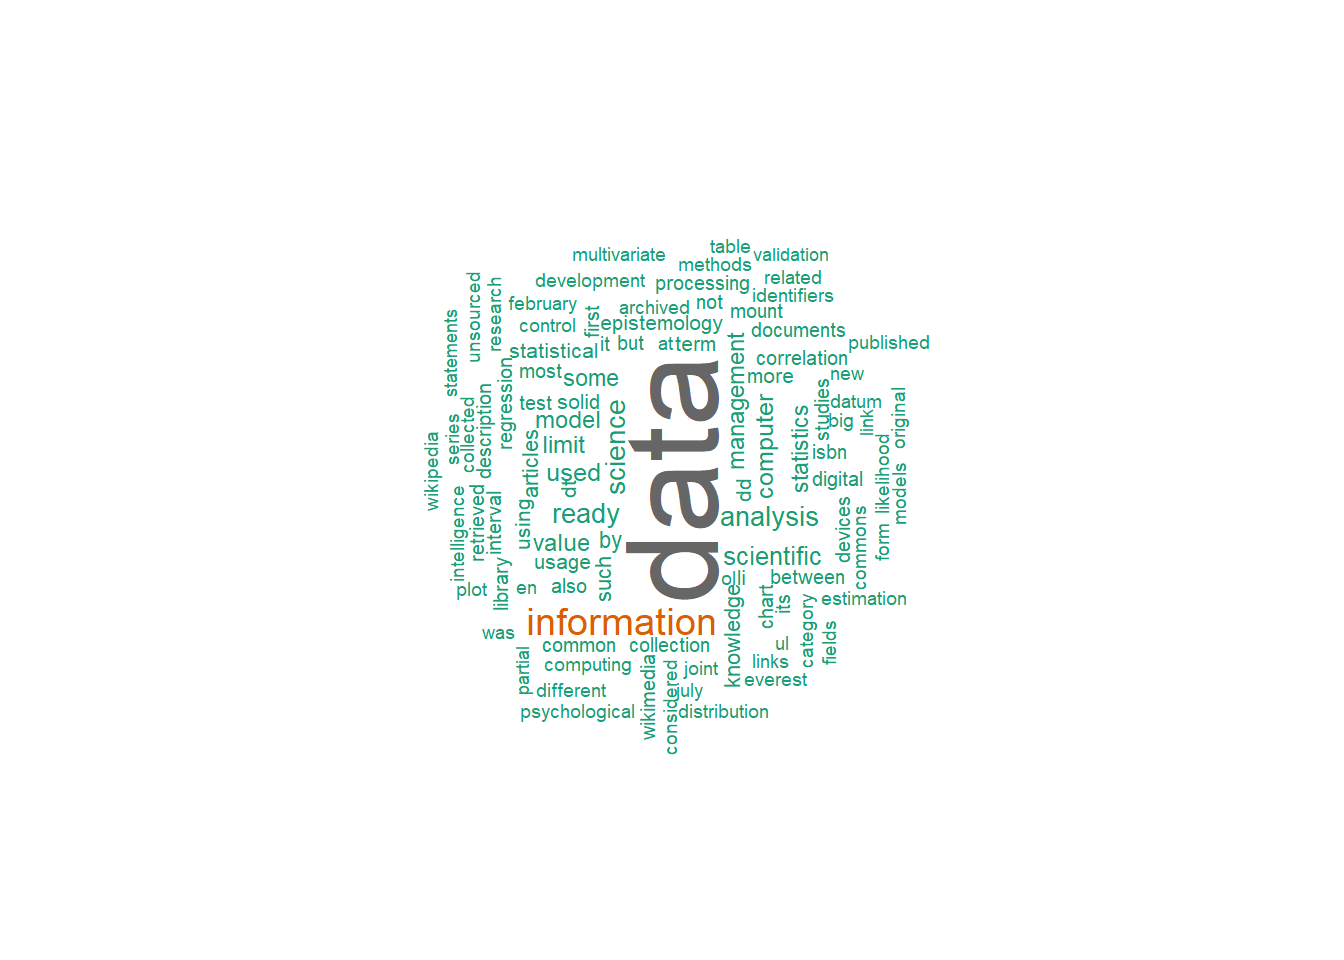 table
multivariate
validation
methods
development
processing
related
unsourced
research
february
archived
not
identifiers
first
mount
control
epistemology
documents
statements
it
but
at
term
published
statistical
management
correlation
most
some
more
new
regression
data
test
solid
science
computer
statistics
studies
datum
original
collected
description
model
big
link
series
limit
isbn
wikipedia
articles
used
dt
dd
digital
likelihood
models
intelligence
retrieved
interval
using
ready
analysis
devices
commons
form
value
by
scientific
usage
such
olli
between
plot
library
en
also
knowledge
chart
its
estimation
was
information
category
fields
common
collection
ul
partial
computing
wikimedia
considered
joint
links
everest
different
july
psychological
distribution